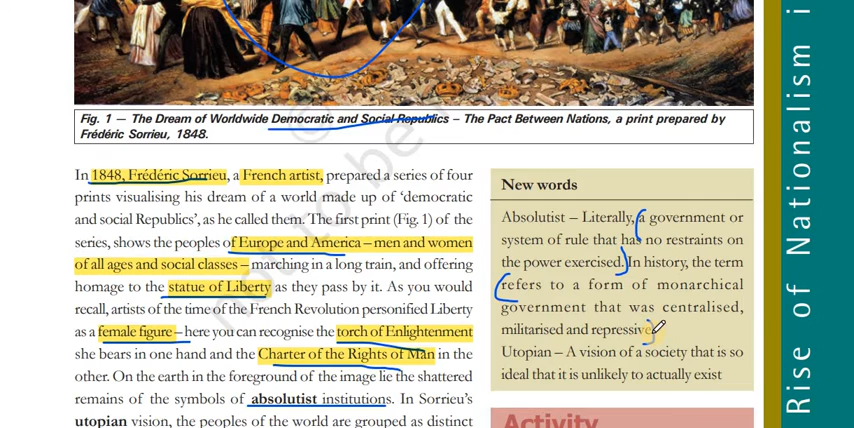 Fig. 1 — The Dream of Worldwide Democratic and Social Republics – The Pact Between Nations, a print prepared by
Frédéric Sorrieu, 1848.
In 1848, Frédéric Sorrieu, a French artist, prepared a series of four
prints visualising his dream of a world made up of ‘democratic
and social Republics’, as he called them. The first print (Fig. 1) of the
series, shows the peoples of Europe and America – men and women
of all ages and social classes – marching in a long train, and offering
homage to the statue of Liberty as they pass by it. As you would
recall, artists of the time of the French Revolution personified Liberty
as a female figure – here you can recognise the torch of Enlightenment
she bears in one hand and the Charter of the Rights of Man in the
other. On the earth in the foreground of the image lie the shattered
remains of the symbols of absolutist institutions. In Sorrieu’s
utopian vision, the peoples of the world are grouped as distinct
New words
Absolutist – Literally, a government or
system of rule that has no restraints on
the power exercised. In history, the term
refers to a form of monarchical
government that was centralised,
militarised and repressive
Utopian – A vision of a society that is so
ideal that it is unlikely to actually exist
Activity
Rise of Nationalism i
not to be